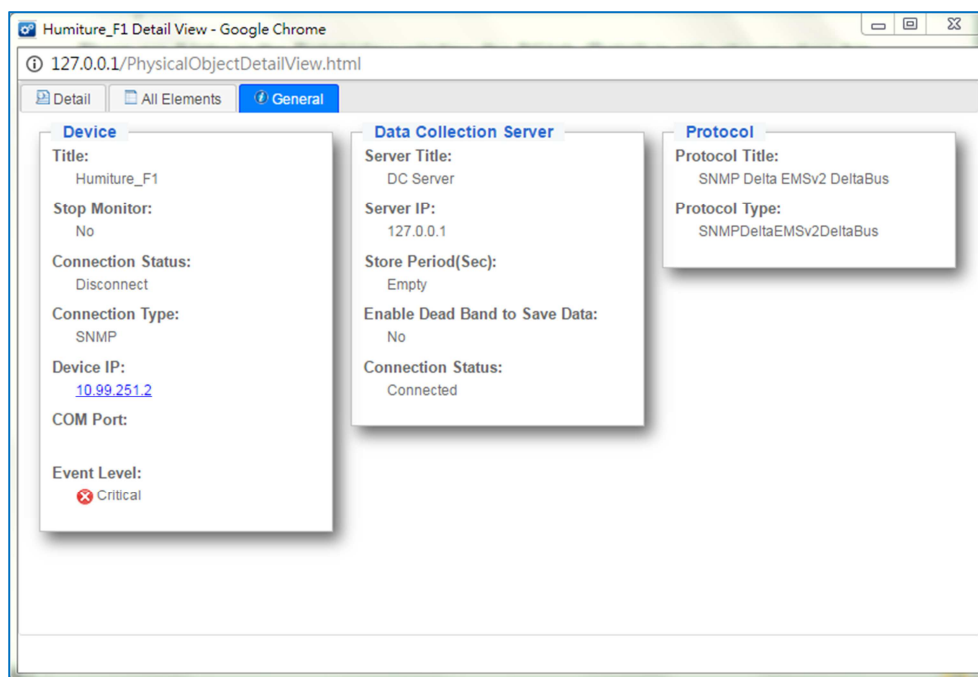 Humiture_F1 Detail View - Google Chrome
127.0.0.1/PhysicalObjectDetailView.html
Detail
All Elements
General
Device
Title:
Humiture_F1
Stop Monitor:
No
Connection Status:
Disconnect
Connection Type:
SNMP
Device IP:
10.99.251.2
COM Port:
Event Level:
Critical
Data Collection Server
Server Title:
DC Server
Server IP:
127.0.0.1
Store Period(Sec):
Empty
Enable Dead Band to Save Data:
No
Connection Status:
Connected
Protocol
Protocol Title:
SNMP Delta EMSv2 DeltaBus
Protocol Type:
SNMPDeltaEMSv2DeltaBus